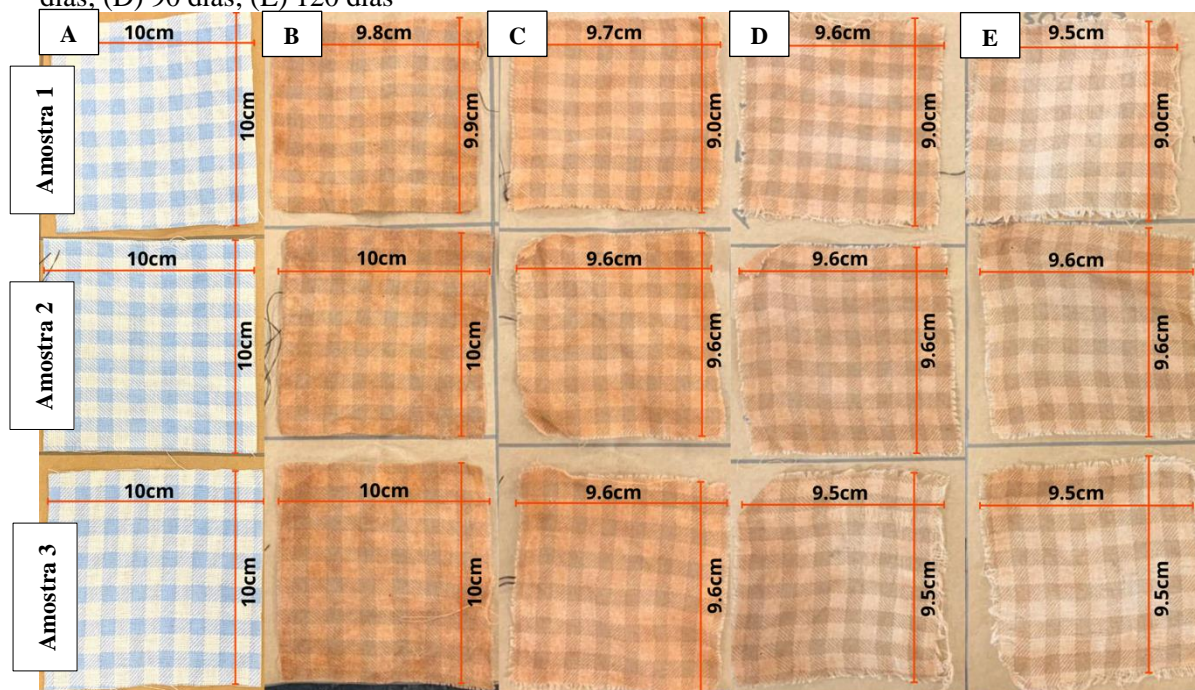 dias; (D) 90 dias; (E) 120 dias
A B C D E
10cm 9.8cm 9.7cm 9.6cm 9.5cm
Amostra 1
10cm 9.9cm 9.0cm 9.0cm 9.0cm
10cm 10cm 9.6cm 9.6cm 9.6cm
Amostra 2
10cm 10cm 9.6cm 9.6cm 9.6cm
10cm 10cm 9.6cm 9.5cm 9.5cm
Amostra 3
10cm 10cm 9.6cm 9.5cm 9.5cm